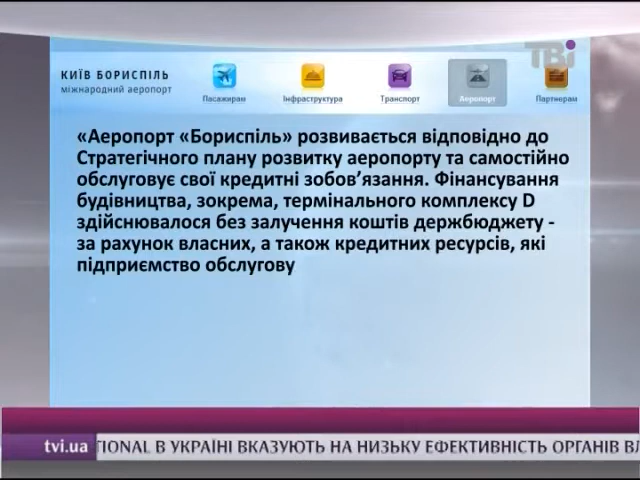 ТВі
КИЇВ БОРИСПІЛЬ
міжнародний аеропорт
Пасажирам
Інфраструктура
Транспорт
Аеропорт
Партнерам
«Аеропорт «Бориспіль» розвивається відповідно до
Стратегічного плану розвитку аеропорту та самостійно
обслуговує свої кредитні зобов’язання. Фінансування
будівництва, зокрема, термінального комплексу D
здійснювалося без залучення коштів держбюджету -
за рахунок власних, а також кредитних ресурсів, які
підприємство обслугову
tvi.ua
TIONAL В УКРАЇНІ ВКАЗУЮТЬ НА НИЗЬКУ ЕФЕКТИВНІСТЬ ОРГАНІВ ВЛ